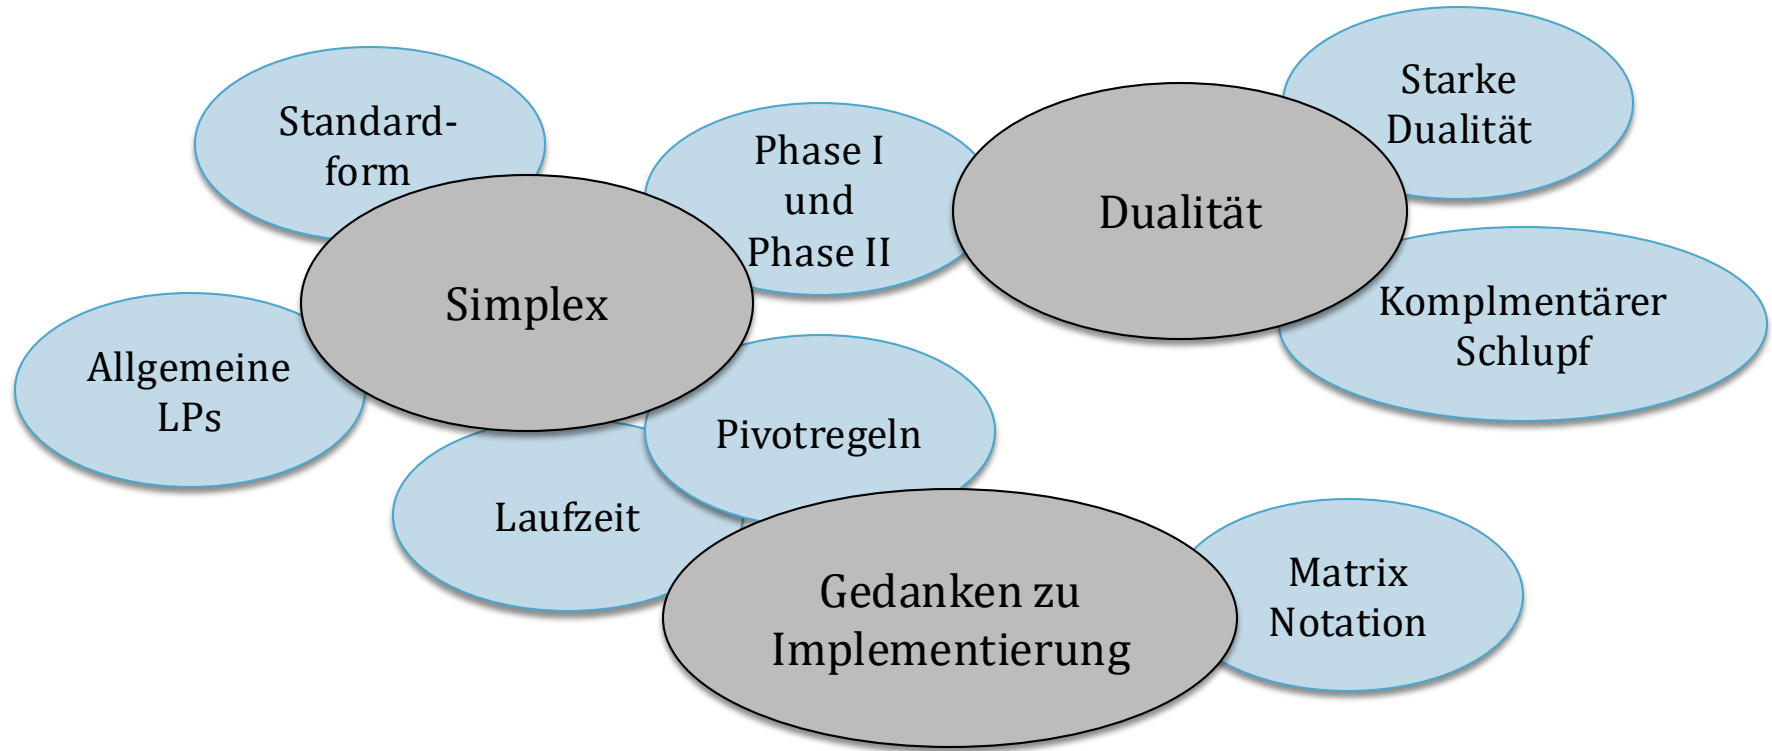 Standard-
form
Phase I
und
Phase II
Starke
Dualität
Dualität
Simplex
Komplmentärer
Schlupf
Allgemeine
LPs
Pivotregeln
Laufzeit
Gedanken zu
Implementierung
Matrix
Notation